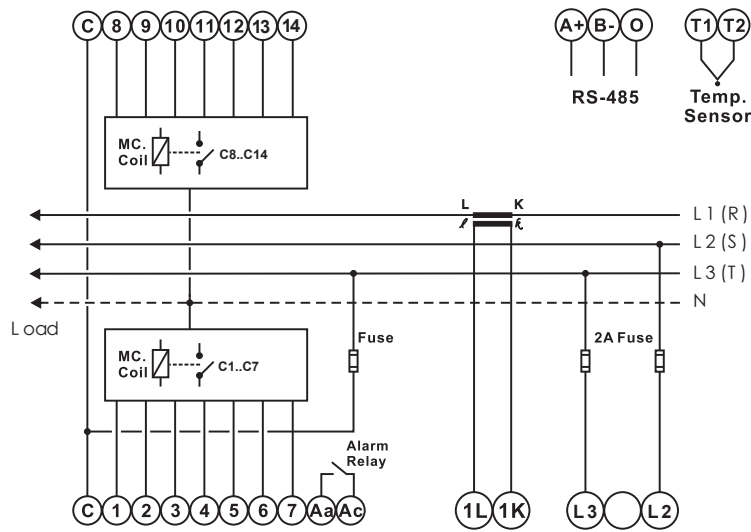 C 8 9 10 11 12 13 14
A+ B- O
T1 T2
RS-485
Temp.
Sensor
MC.
Coil
C8..C14
L K
ℓ k
L1 (R)
L2 (S)
L3 (T)
N
Load
MC.
Coil
C1..C7
Fuse
2A Fuse
Alarm
Relay
C 1 2 3 4 5 6 7 Aa Ac
1L 1K
L3 L2